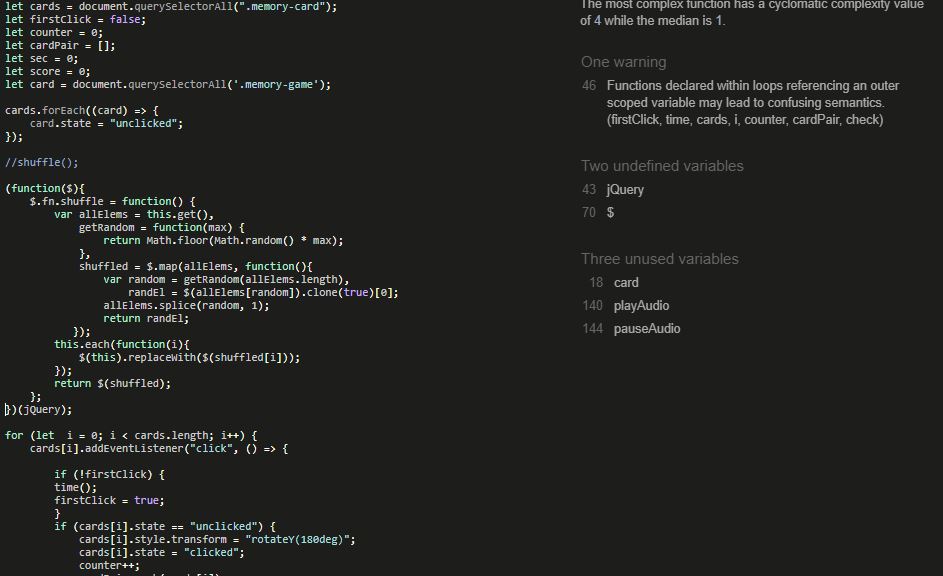 let cards = document.querySelectorAll(".memory-card");
let firstClick = false;
let counter = 0;
let cardPair = [];
let sec = 0;
let score = 0;
let card = document.querySelectorAll('.memory-game');
cards.forEach((card) => {
card.state = "unclicked";
});
//shuffle();
(function($){
$.fn.shuffle = function() {
var allElems = this.get(),
getRandom = function(max) {
return Math.floor(Math.random() * max);
},
shuffled = $.map(allElems, function(){
var random = getRandom(allElems.length),
randEl = $(allElems[random]).clone(true)[0];
allElems.splice(random, 1);
return randEl;
});
this.each(function(i){
$(this).replaceWith($(shuffled[i]));
});
return $(shuffled);
};
})(jQuery);
for (let i = 0; i < cards.length; i++) {
cards[i].addEventListener("click", () => {
if (!firstClick) {
time();
firstClick = true;
}
if (cards[i].state == "unclicked") {
cards[i].style.transform = "rotateY(180deg)";
cards[i].state = "clicked";
counter++;
The most complex function has a cyclomatic complexity value
of 4 while the median is 1.
One warning
46 Functions declared within loops referencing an outer
scoped variable may lead to confusing semantics.
(firstClick, time, cards, i, counter, cardPair, check)
Two undefined variables
43 jQuery
70 $
Three unused variables
18 card
140 playAudio
144 pauseAudio